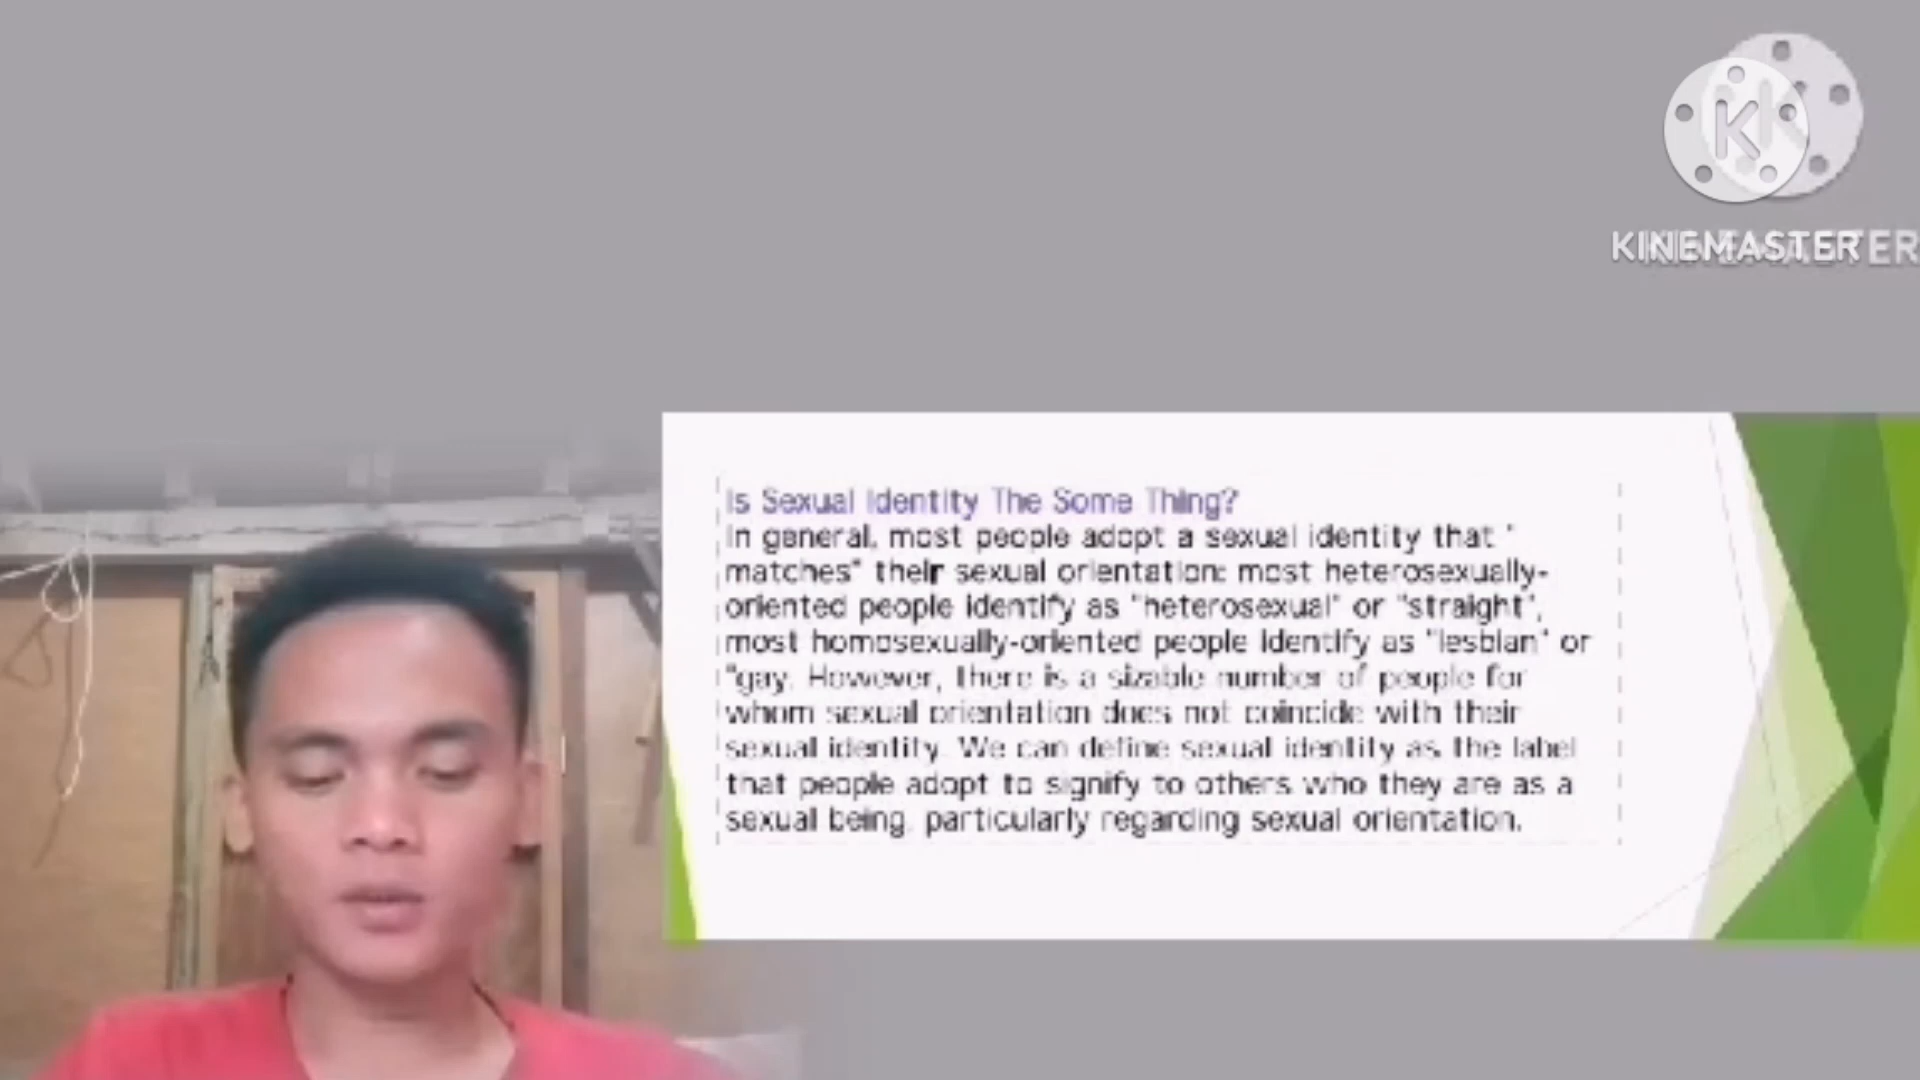 KINEMASTER
Is Sexual Identity The Some Thing?
In general, most people adopt a sexual identity that "
matches" their sexual orientation: most heterosexually-
oriented people identify as "heterosexual" or "straight",
most homosexually-oriented people identify as "lesbian" or
"gay. However, there is a sizable number of people for
whom sexual orientation does not coincide with their
sexual identity. We can define sexual identity as the label
that people adopt to signify to others who they are as a
sexual being, particularly regarding sexual orientation.